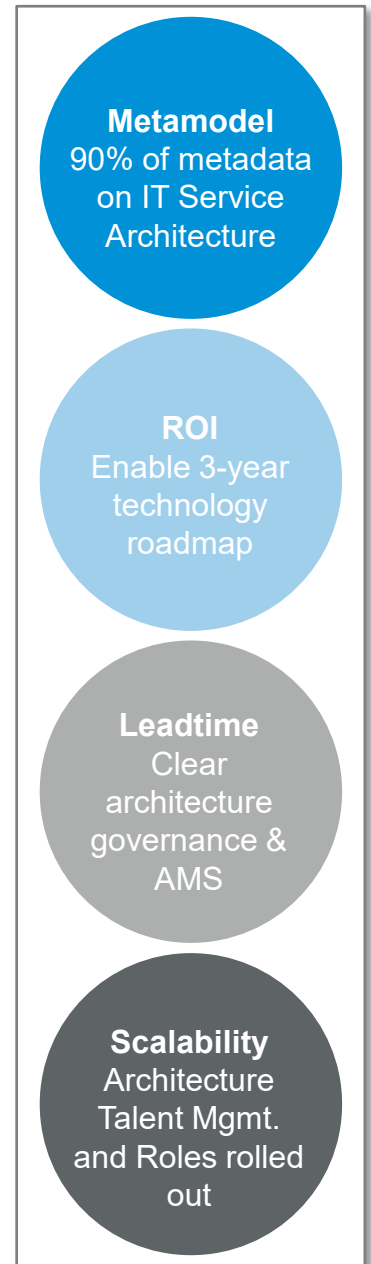 Metamodel
90% of metadata
on IT Service
Architecture
ROI
Enable 3-year
technology
roadmap
Leadtime
Clear
architecture
governance &
AMS
Scalability
Architecture
Talent Mgmt.
and Roles rolled
out